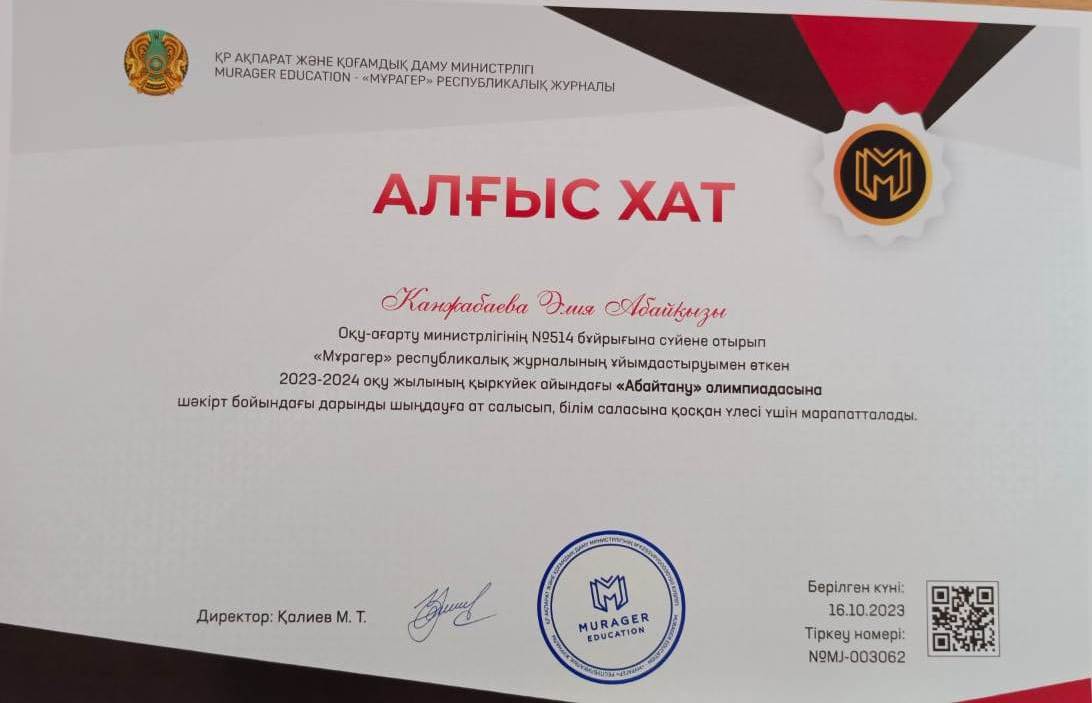 ҚР АҚПАРАТ ЖӘНЕ ҚОҒАМДЫҚ ДАМУ МИНИСТРЛІГІ
MURAGER EDUCATION - «МҰРАГЕР» РЕСПУБЛИКАЛЫҚ ЖУРНАЛЫ
АЛҒЫС ХАТ
Канжабаева Әлия Абайқызы
Оқу-ағарту министрлігінің №514 бұйрығына сүйене отырып
«Мұрагер» республикалық журналының ұйымдастыруымен өткен
2023-2024 оқу жылының қыркүйек айындағы «Абайтану» олимпиадасына
шәкірт бойындағы дарынды шыңдауға ат салысып, білім саласына қосқан үлесі үшін марапатталады.
Директор: Қалиев М. Т.
MURAGER
EDUCATION
Берілген күні:
16.10.2023
Тіркеу номері:
№MJ-003062